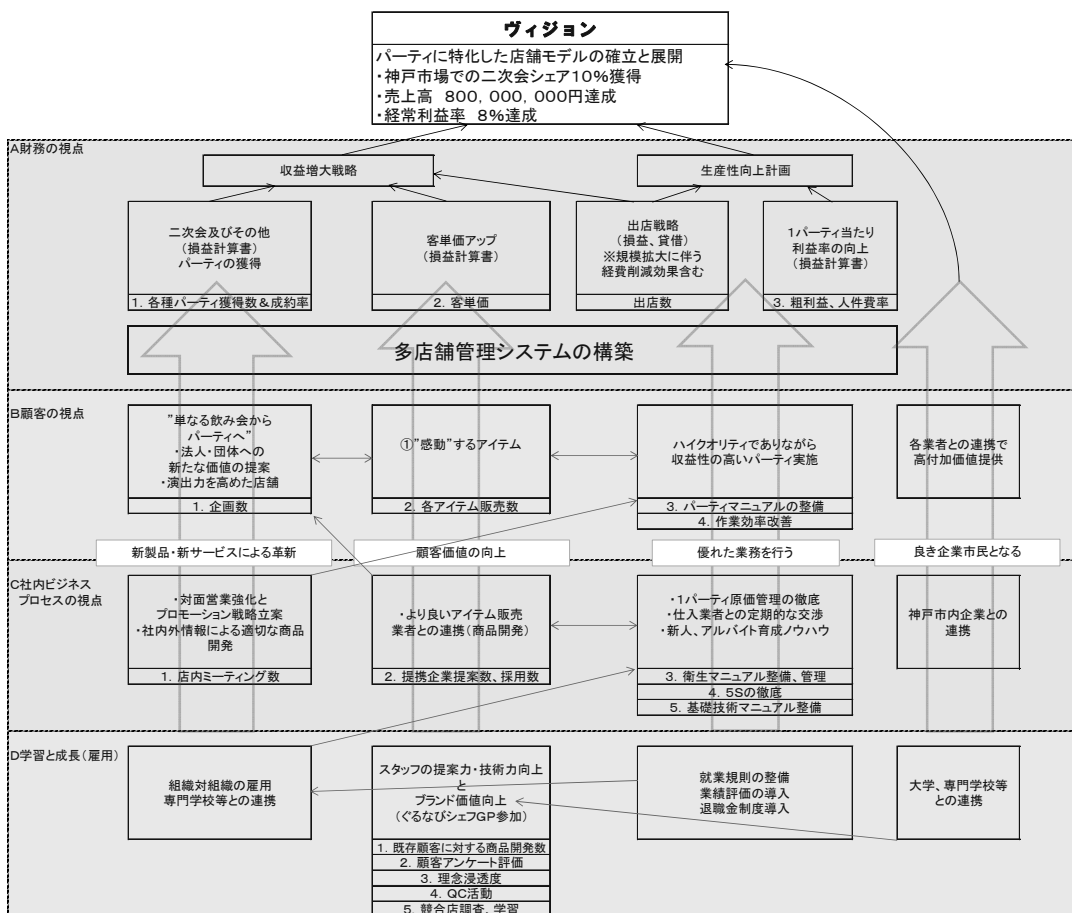 ヴィジョン
パーティに特化した店舗モデルの確立と展開
・神戸市場での二次会シェア10%獲得
・売上高 800，000，000円達成
・経常利益率 8%達成
A財務の視点
収益増大戦略
生産性向上計画
二次会及びその他
(損益計算書)
パーティの獲得
1．各種パーティ獲得数＆成約率
客単価アップ
(損益計算書)
2．客単価
出店戦略
(損益、貸借)
※規模拡大に伴う
経費削減効果含む
出店数
1パーティ当たり
利益率の向上
(損益計算書)
3．粗利益、人件費率
多店舗管理システムの構築
B顧客の視点
”単なる飲み会から
パーティへ”
・法人・団体への
新たな価値の提案
・演出力を高めた店舗
1．企画数
①”感動”するアイテム
2．各アイテム販売数
ハイクオリティでありながら
収益性の高いパーティ実施
3．パーティマニュアルの整備
4．作業効率改善
各業者との連携で
高付加価値提供
新製品・新サービスによる革新
顧客価値の向上
優れた業務を行う
良き企業市民となる
C社内ビジネス
プロセスの視点
・対面営業強化と
プロモーション戦略立案
・社内外情報による適切な商品
開発
1．店内ミーティング数
・より良いアイテム販売
業者との連携(商品開発)
2．提携企業提案数、採用数
・1パーティ原価管理の徹底
・仕入業者との定期的な交渉
・新人、アルバイト育成ノウハウ
3．衛生マニュアル整備、管理
4．5Sの徹底
5．基礎技術マニュアル整備
神戸市内企業との
連携
D学習と成長(雇用)
組織対組織の雇用
専門学校等との連携
スタッフの提案力・技術力向上
と
ブランド価値向上
(ぐるなびシェフGP参加)
1．既存顧客に対する商品開発数
2．顧客アンケート評価
3．理念浸透度
4．QC活動
5．競合店調査、学習
就業規則の整備
業績評価の導入
退職金制度導入
大学、専門学校等
との連携